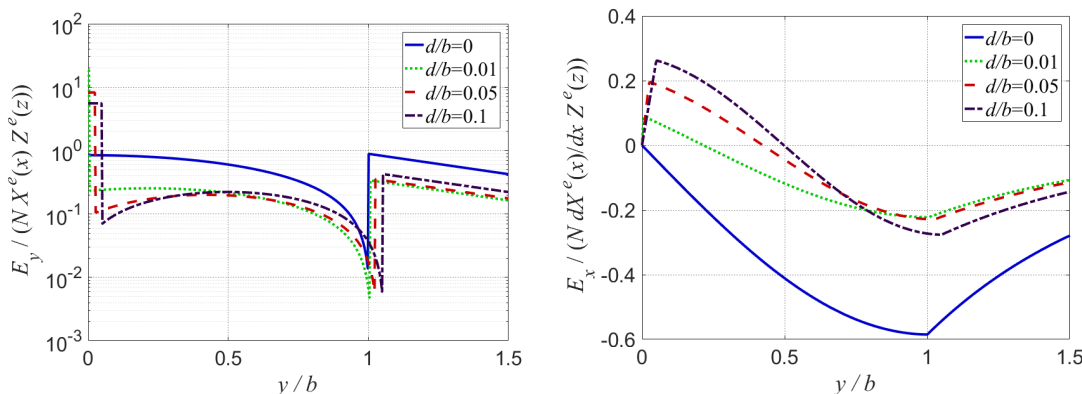 10^2
10^1
10^0
10^-1
10^-2
10^-3
E_y / (N X^e(x) Z^e(z))
0 0.5 1 1.5
y / b
d/b=0
d/b=0.01
d/b=0.05
d/b=0.1
0.4
0.2
0
-0.2
-0.4
-0.6
E_x / (N dX^e(x)/dx Z^e(z))
0 0.5 1 1.5
y / b
d/b=0
d/b=0.01
d/b=0.05
d/b=0.1